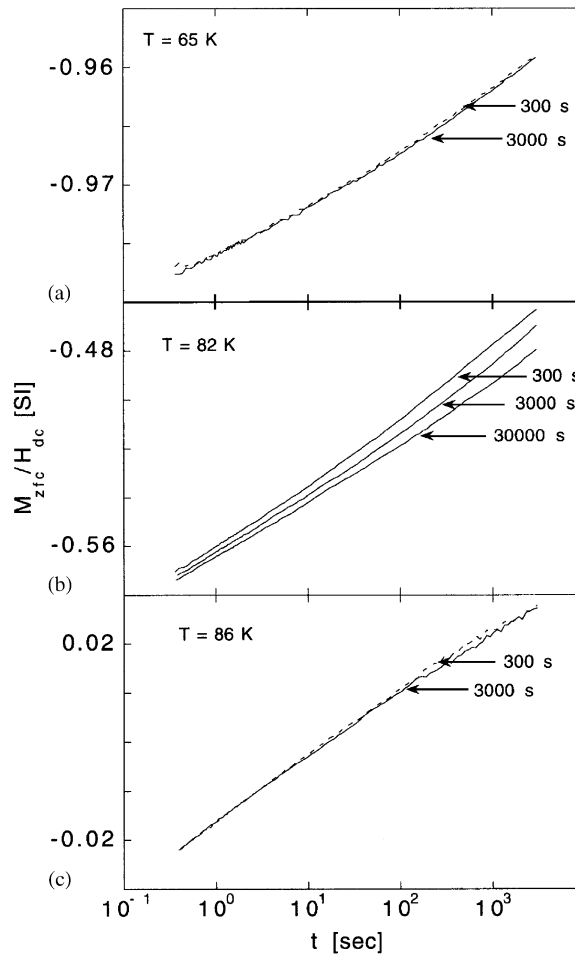 T = 65 K
-0.96
300 s
3000 s
-0.97
(a)
T = 82 K
-0.48
300 s
3000 s
30000 s
-0.56
(b)
M_zfc/H_dc [SI]
T = 86 K
0.02
300 s
3000 s
-0.02
(c)
10^-1 10^0 10^1 10^2 10^3
t [sec]